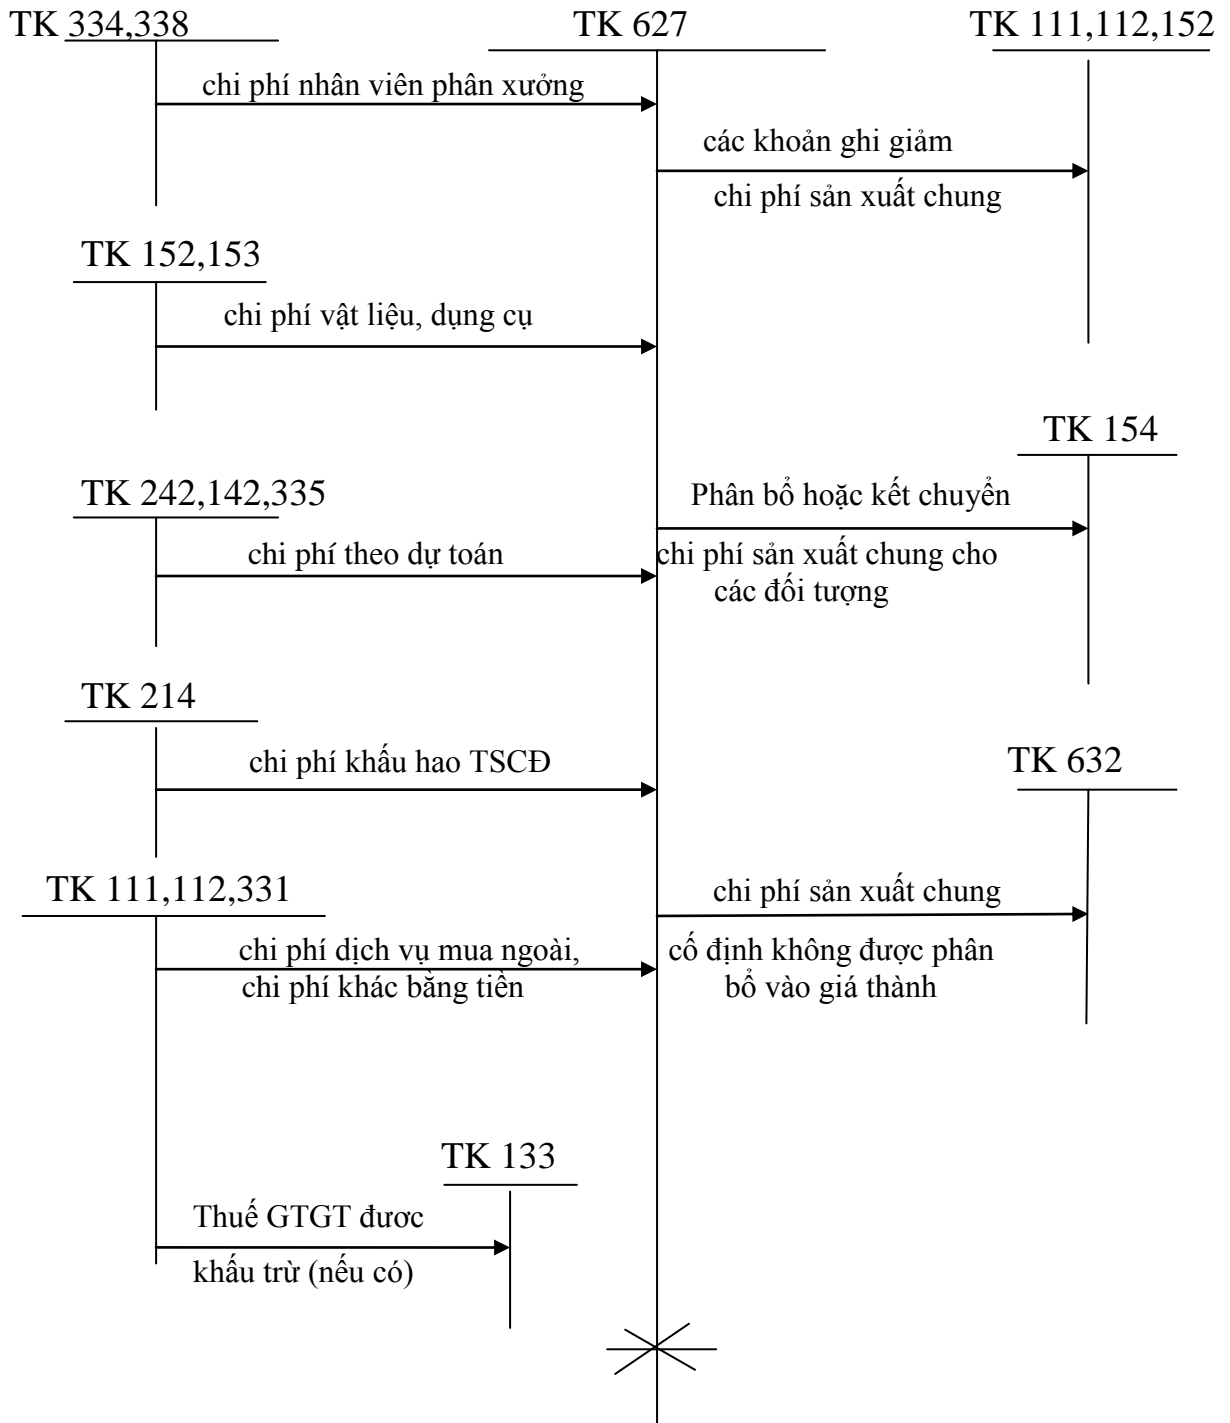 TK 334,338
TK 627
TK 111,112,152
chi phí nhân viên phân xưởng
các khoản ghi giảm
chi phí sản xuất chung
TK 152,153
chi phí vật liệu, dụng cụ
TK 154
TK 242,142,335
Phân bổ hoặc kết chuyển
chi phí theo dự toán
chi phí sản xuất chung cho
các đối tượng
TK 214
chi phí khấu hao TSCĐ
TK 632
TK 111,112,331
chi phí sản xuất chung
chi phí dịch vụ mua ngoài,
cố định không được phân
chi phí khác bằng tiền
bổ vào giá thành
TK 133
Thuế GTGT đươc
khấu trừ (nếu có)